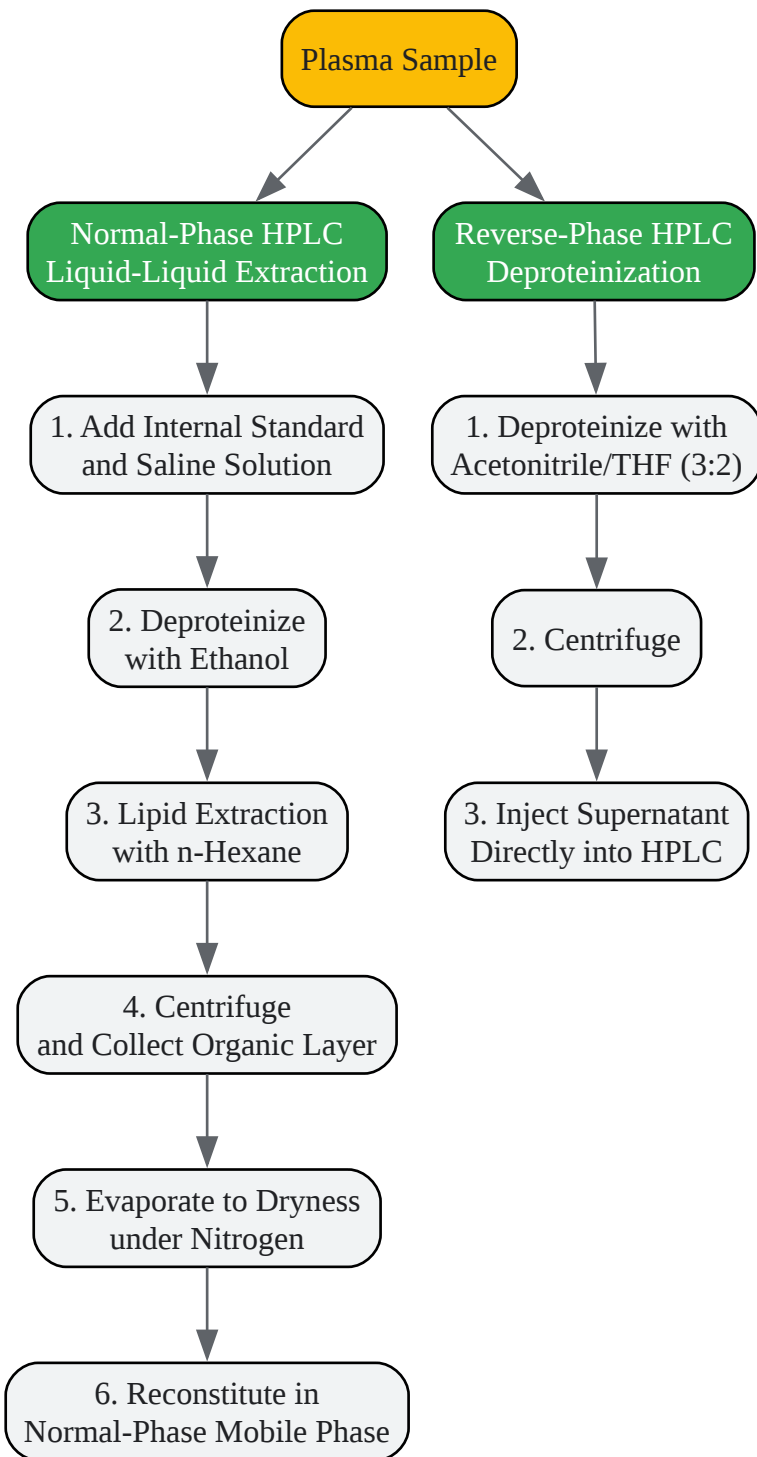 Plasma Sample
Normal-Phase HPLC
Liquid-Liquid Extraction
1. Add Internal Standard
and Saline Solution
2. Deproteinize
with Ethanol
3. Lipid Extraction
with n-Hexane
4. Centrifuge
and Collect Organic Layer
5. Evaporate to Dryness
under Nitrogen
6. Reconstitute in
Normal-Phase Mobile Phase
Reverse-Phase HPLC
Deproteinization
1. Deproteinize with
Acetonitrile/THF (3:2)
2. Centrifuge
3. Inject Supernatant
Directly into HPLC